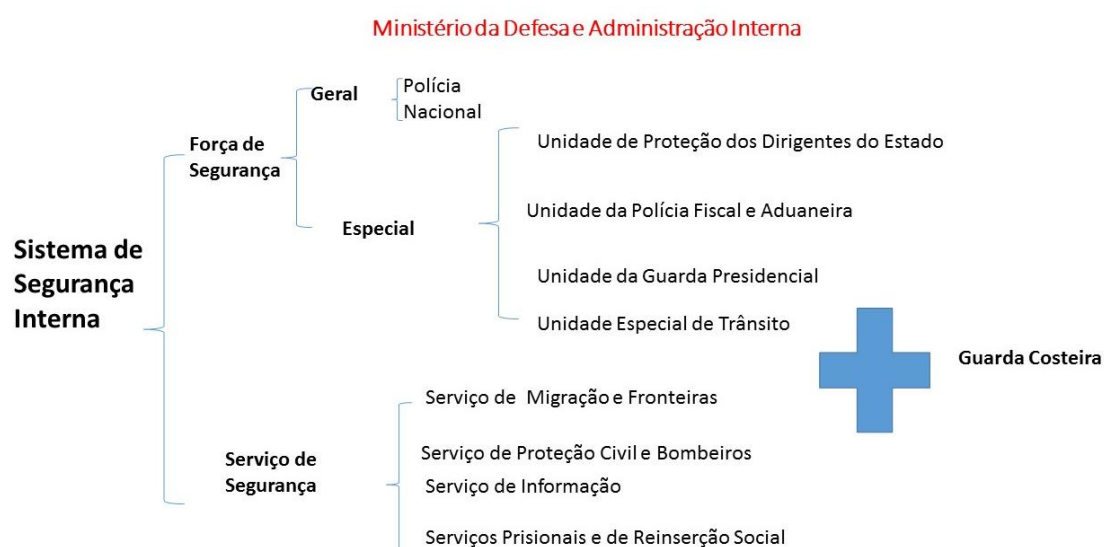 Ministério da Defesa e Administração Interna
Geral
Polícia
Nacional
Força de
Segurança
Unidade de Proteção dos Dirigentes do Estado
Unidade da Polícia Fiscal e Aduaneira
Especial
Sistema de
Segurança
Interna
Unidade da Guarda Presidencial
Unidade Especial de Trânsito
Guarda Costeira
Serviço de Migração e Fronteiras
Serviço de Proteção Civil e Bombeiros
Serviço de
Segurança
Serviço de Informação
Serviços Prisionais e de Reinserção Social